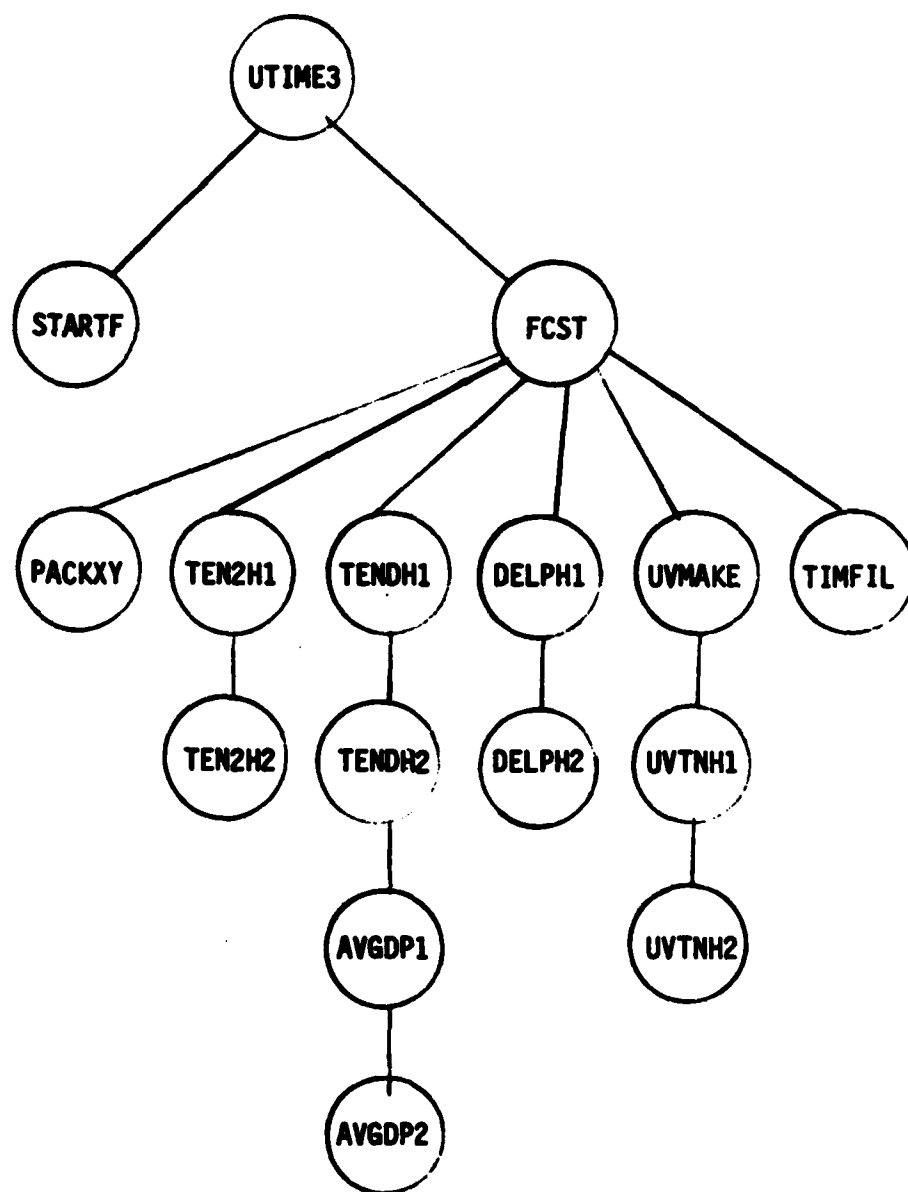 UTIME3
STARTF
FCST
PACKXY
TEN2H1
TENDH1
DELPH1
UVMAKE
TIMFIL
TEN2H2
TENDH2
DELPH2
UVTNH1
AVGDP1
UVTNH2
AVGDP2